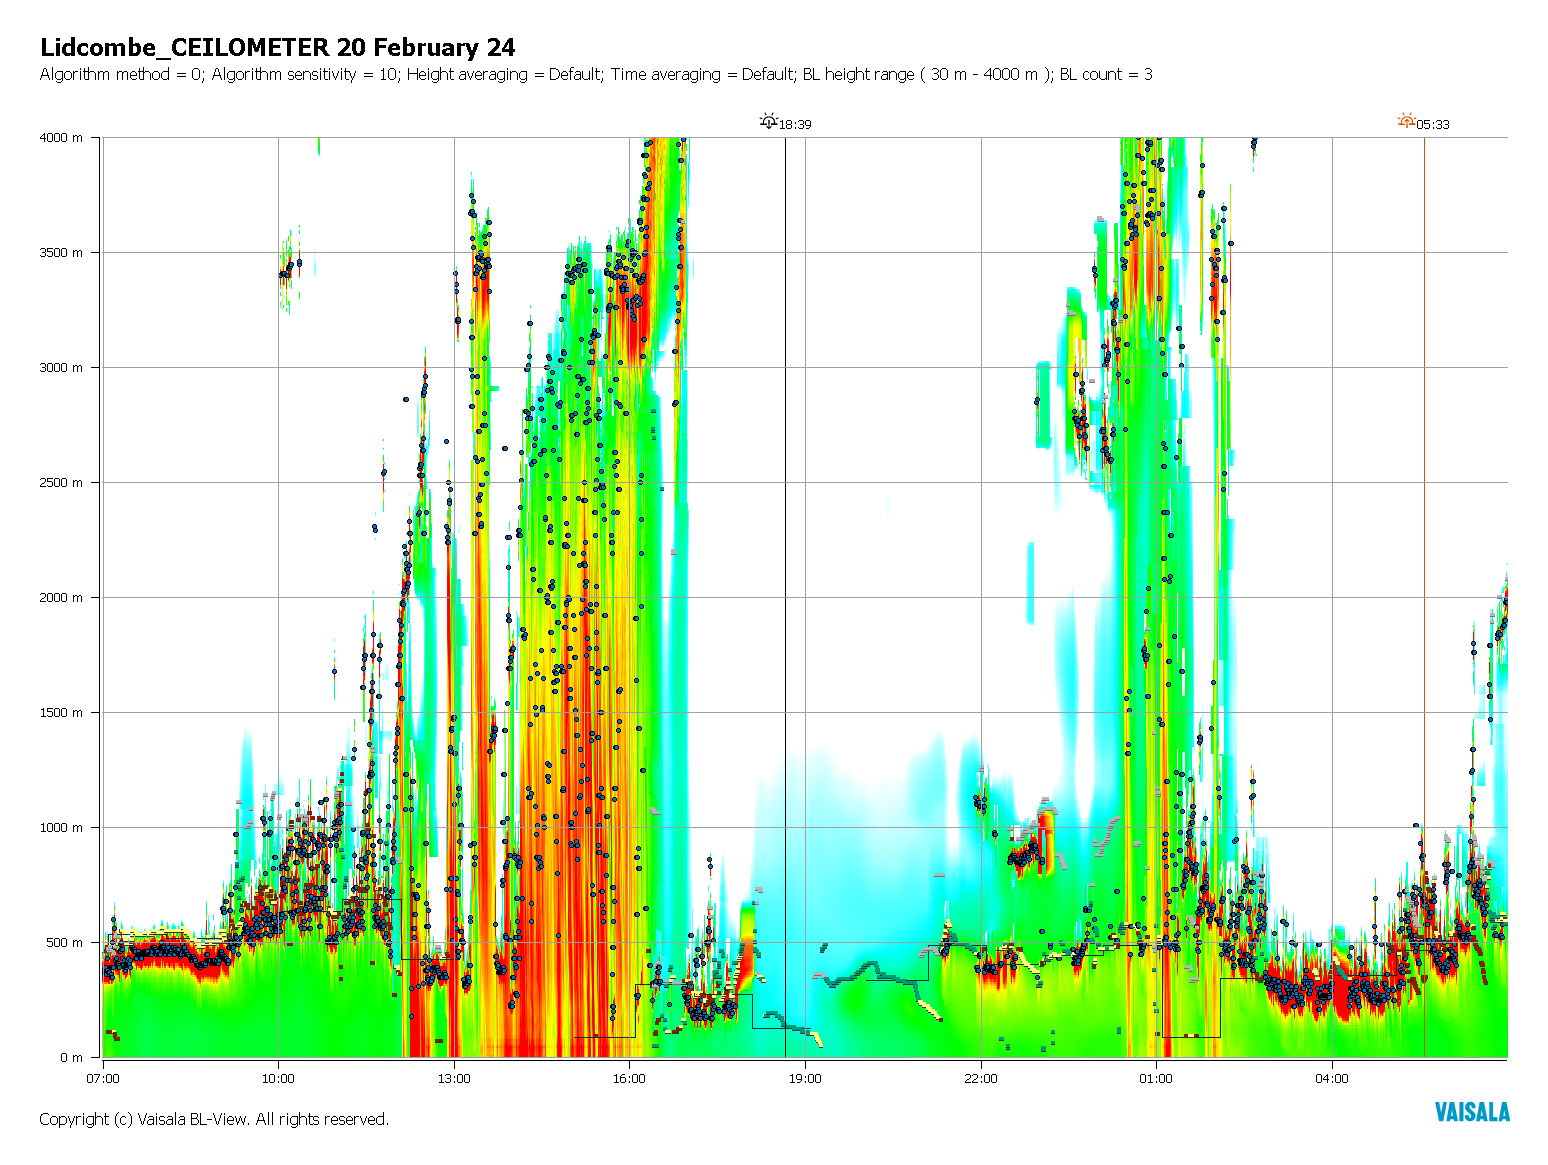 Lidcombe_CEILOMETER 20 February 24
Algorithm method = 0; Algorithm sensitivity = 10; Height averaging = Default; Time averaging = Default; BL height range ( 30 m - 4000 m ); BL count = 3
18:39
05:33
4000 m
3500 m
3000 m
2500 m
2000 m
1500 m
1000 m
500 m
0 m
07:00
10:00
13:00
16:00
19:00
22:00
01:00
04:00
Copyright (c) Vaisala BL-View. All rights reserved.
VAISALA